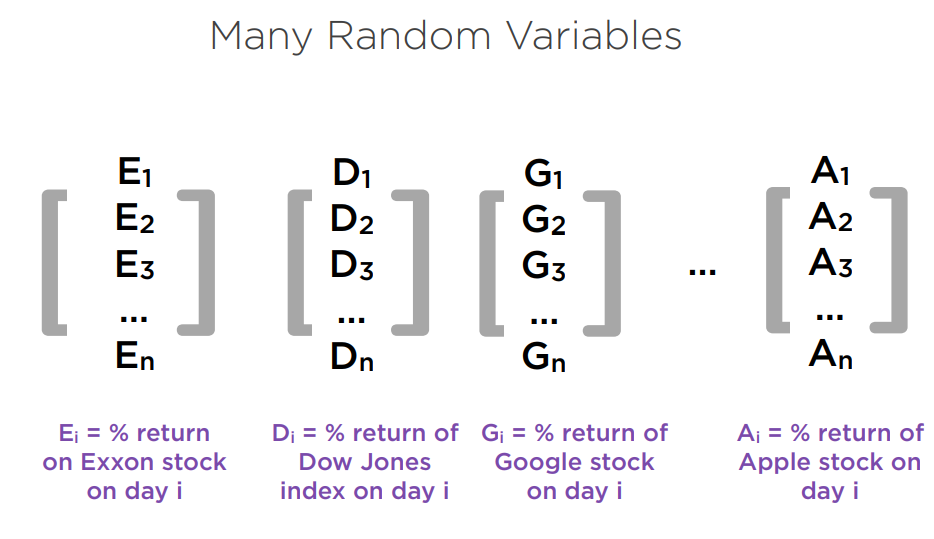 Many Random Variables
E1
E2
E3
...
En
D1
D2
D3
...
Dn
G1
G2
G3
...
Gn
...
A1
A2
A3
...
An
Ei = % return
on Exxon stock
on day i
Di = % return of
Dow Jones
index on day i
Gi = % return of
Google stock
on day i
Ai = % return of
Apple stock on
day i